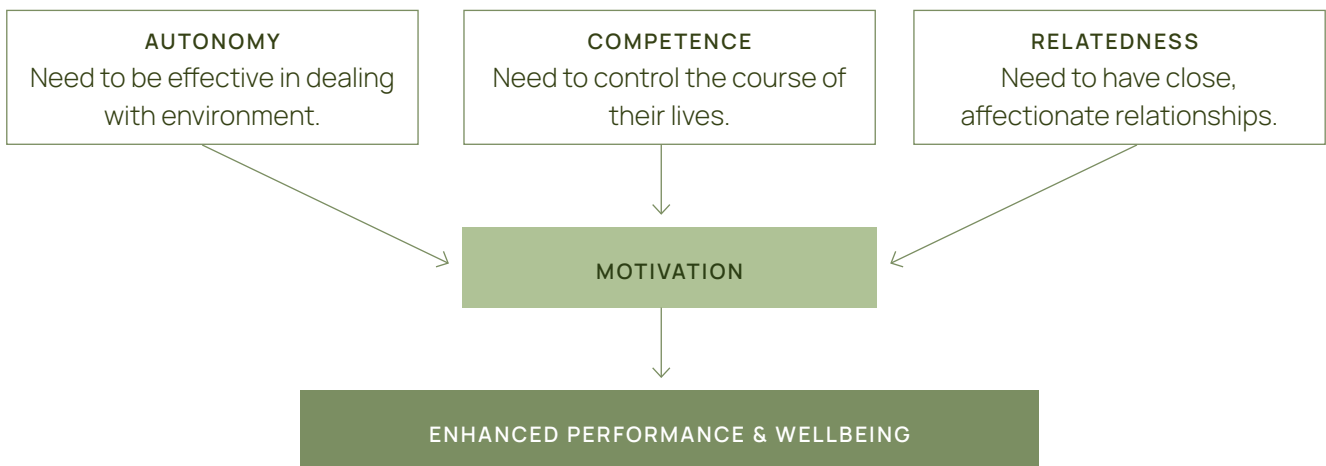 AUTONOMY
Need to be effective in dealing
with environment.
COMPETENCE
Need to control the course of
their lives.
RELATEDNESS
Need to have close,
affectionate relationships.
MOTIVATION
ENHANCED PERFORMANCE & WELLBEING